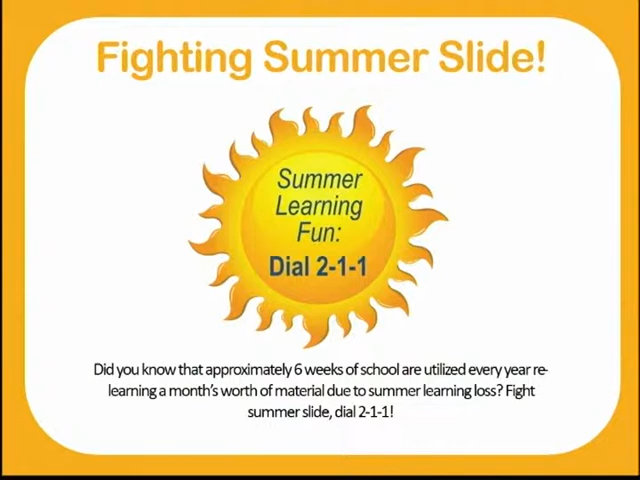 Fighting Summer Slide!
Summer
Learning
Fun:
Dial 2-1-1
Did you know that approximately 6 weeks of school are utilized every year re-
learning a month's worth of material due to summer learning loss? Fight
summer slide, dial 2-1-1!